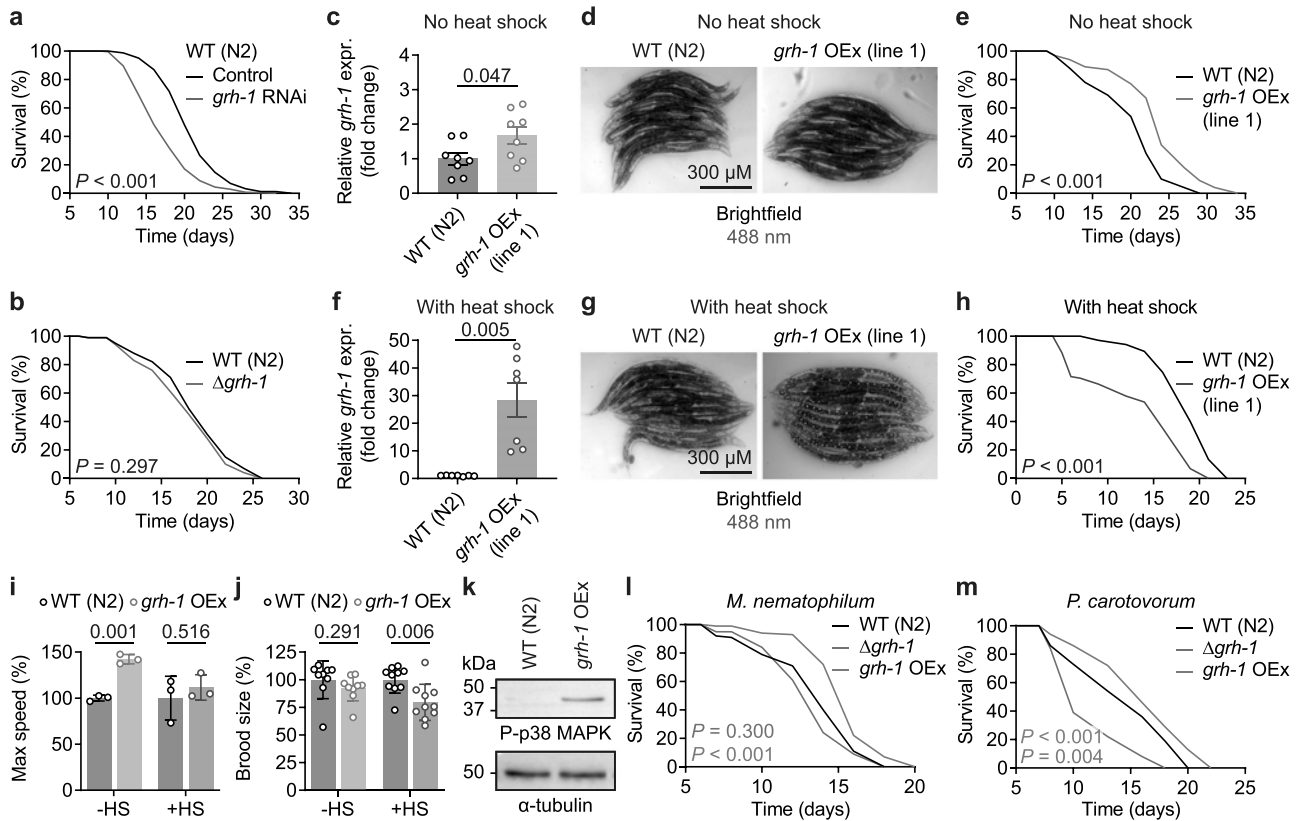 a
WT (N2)
Control
grh-1 RNAi
Survival (%)
100
80
60
40
20
0
P < 0.001
5 10 15 20 25 30 35
Time (days)
b
WT (N2)
Δgrh-1
Survival (%)
100
80
60
40
20
0
P = 0.297
5 10 15 20 25 30
Time (days)
c
No heat shock
Relative grh-1 expr.
(fold change)
4
3
2
1
0
0.047
WT (N2)
grh-1 OEx
(line 1)
d
No heat shock
WT (N2) grh-1 OEx (line 1)
300 µM
Brightfield
488 nm
e
No heat shock
WT (N2)
grh-1 OEx
(line 1)
Survival (%)
100
80
60
40
20
0
P < 0.001
5 10 15 20 25 30 35
Time (days)
f
With heat shock
Relative grh-1 expr.
(fold change)
50
40
30
20
10
0
0.005
WT (N2)
grh-1 OEx
(line 1)
g
With heat shock
WT (N2) grh-1 OEx (line 1)
300 µM
Brightfield
488 nm
h
With heat shock
WT (N2)
grh-1 OEx
(line 1)
Survival (%)
100
80
60
40
20
0
P < 0.001
0 5 10 15 20 25
Time (days)
i
WT (N2) grh-1 OEx
0.001 0.516
Max speed (%)
150
100
50
0
-HS +HS
j
WT (N2) grh-1 OEx
0.291 0.006
Brood size (%)
125
100
75
50
25
0
-HS +HS
k
WT (N2)
grh-1 OEx
kDa
50
37
P-p38 MAPK
50
α-tubulin
l
M. nematophilum
WT (N2)
Δgrh-1
grh-1 OEx
Survival (%)
100
80
60
40
20
0
P = 0.300
P < 0.001
5 10 15 20
Time (days)
m
P. carotovorum
WT (N2)
Δgrh-1
grh-1 OEx
Survival (%)
100
80
60
40
20
0
P < 0.001
P = 0.004
5 10 15 20 25
Time (days)